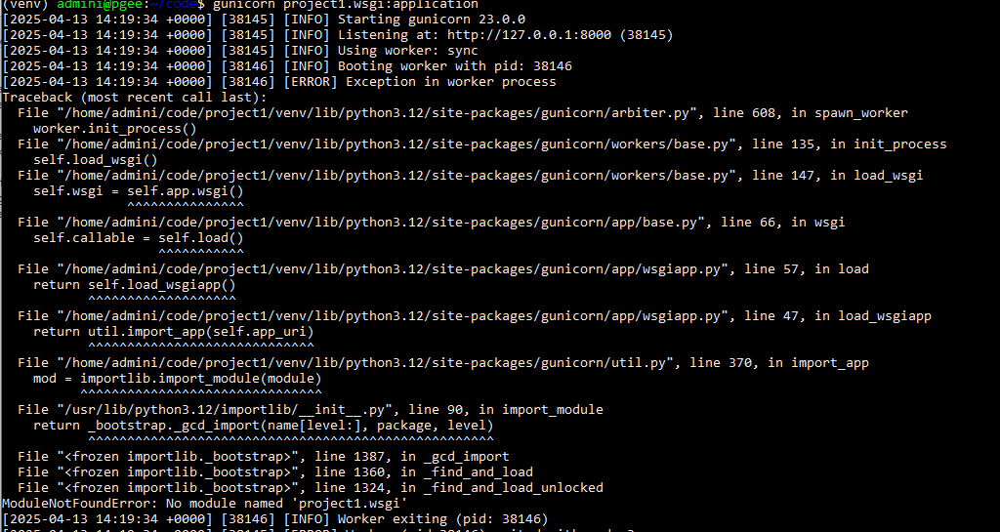 (venv) admini@pgee:~/code$ gunicorn project1.wsgi:application
[2025-04-13 14:19:34 +0000] [38145] [INFO] Starting gunicorn 23.0.0
[2025-04-13 14:19:34 +0000] [38145] [INFO] Listening at: http://127.0.0.1:8000 (38145)
[2025-04-13 14:19:34 +0000] [38145] [INFO] Using worker: sync
[2025-04-13 14:19:34 +0000] [38146] [INFO] Booting worker with pid: 38146
[2025-04-13 14:19:34 +0000] [38146] [ERROR] Exception in worker process
Traceback (most recent call last):
  File "/home/admini/code/project1/venv/lib/python3.12/site-packages/gunicorn/arbiter.py", line 608, in spawn_worker
    worker.init_process()
  File "/home/admini/code/project1/venv/lib/python3.12/site-packages/gunicorn/workers/base.py", line 135, in init_process
    self.load_wsgi()
  File "/home/admini/code/project1/venv/lib/python3.12/site-packages/gunicorn/workers/base.py", line 147, in load_wsgi
    self.wsgi = self.app.wsgi()
                ^^^^^^^^^^^^^^^
  File "/home/admini/code/project1/venv/lib/python3.12/site-packages/gunicorn/app/base.py", line 66, in wsgi
    self.callable = self.load()
                    ^^^^^^^^^^^
  File "/home/admini/code/project1/venv/lib/python3.12/site-packages/gunicorn/app/wsgiapp.py", line 57, in load
    return self.load_wsgiapp()
           ^^^^^^^^^^^^^^^^^^^
  File "/home/admini/code/project1/venv/lib/python3.12/site-packages/gunicorn/app/wsgiapp.py", line 47, in load_wsgiapp
    return util.import_app(self.app_uri)
           ^^^^^^^^^^^^^^^^^^^^^^^^^^^^^
  File "/home/admini/code/project1/venv/lib/python3.12/site-packages/gunicorn/util.py", line 370, in import_app
    mod = importlib.import_module(module)
          ^^^^^^^^^^^^^^^^^^^^^^^^^^^^^^^
  File "/usr/lib/python3.12/importlib/__init__.py", line 90, in import_module
    return _bootstrap._gcd_import(name[level:], package, level)
           ^^^^^^^^^^^^^^^^^^^^^^^^^^^^^^^^^^^^^^^^^^^^^^^^^^^^
  File "<frozen importlib._bootstrap>", line 1387, in _gcd_import
  File "<frozen importlib._bootstrap>", line 1360, in _find_and_load
  File "<frozen importlib._bootstrap>", line 1324, in _find_and_load_unlocked
ModuleNotFoundError: No module named 'project1.wsgi'
[2025-04-13 14:19:34 +0000] [38146] [INFO] Worker exiting (pid: 38146)